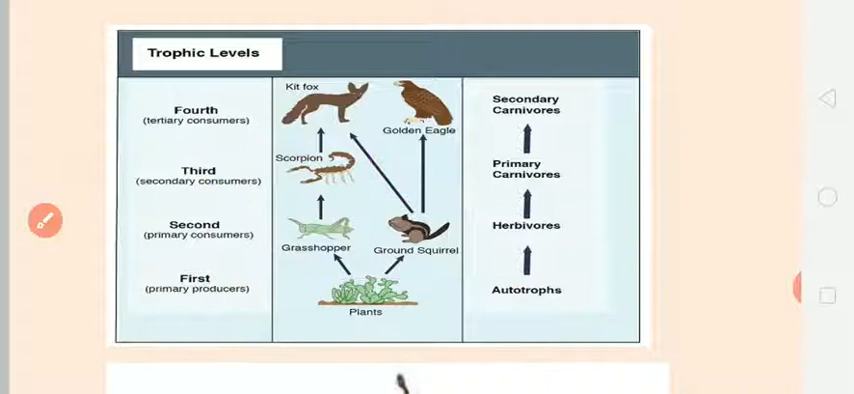 Trophic Levels
Fourth
(tertiary consumers)
Third
(secondary consumers)
Second
(primary consumers)
First
(primary producers)
Kit fox
Golden Eagle
Scorpion
Grasshopper
Ground Squirrel
Plants
Secondary
Carnivores
Primary
Carnivores
Herbivores
Autotrophs